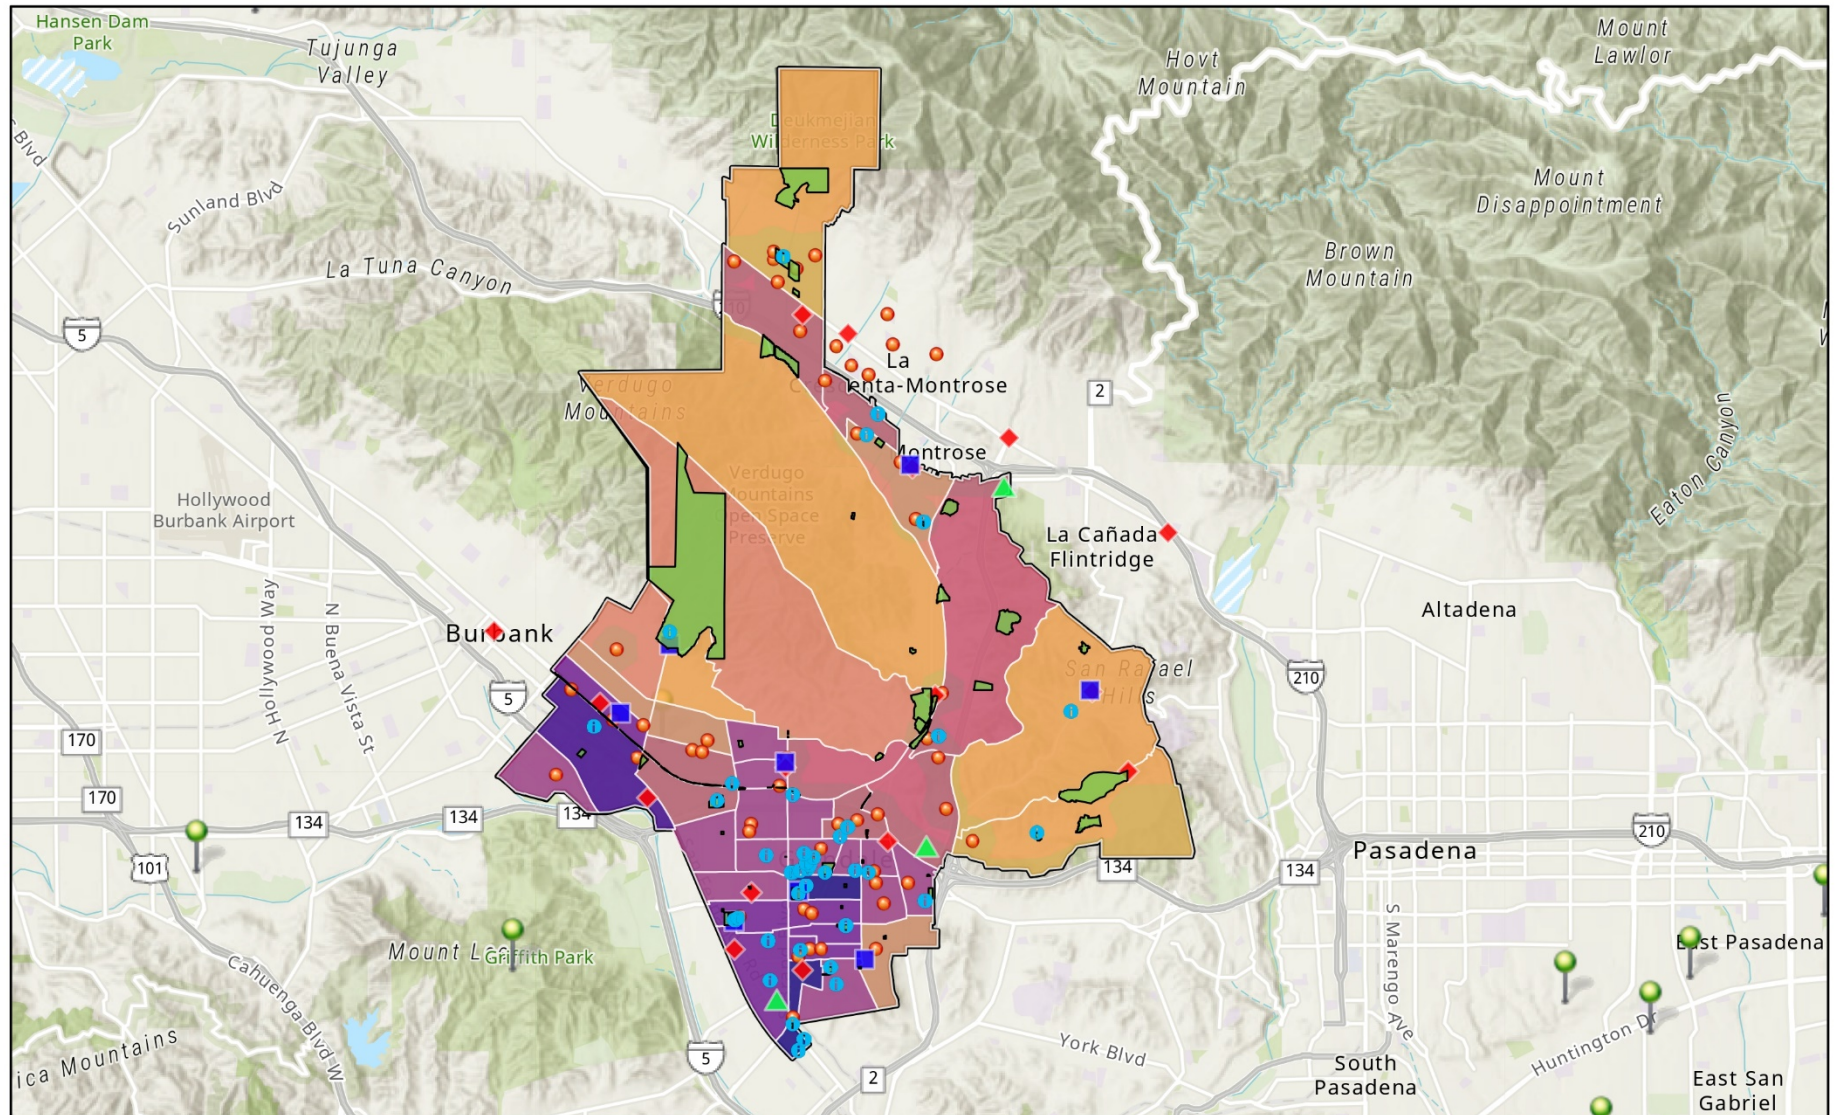 Hansen Dam
Park
Tujunga
Valley
Hoyt
Mountain
Mount
Lawlor
Deukmejian
Wilderness Park
Blvd
Sunland Blvd
Mount
Disappointment
La Tuna Canyon
Brown
Mountain
210
5
La
Crescenta-Montrose
2
Verdugo
Mountains
Montrose
Verdugo
Mountains
Open Space
Preserve
Hollywood
Burbank Airport
Eaton Canyon
La Cañada
Flintridge
N Hollywood Way
N Buena Vista St
Altadena
Burbank
San Rafael
Hills
210
5
170
170
134
134
134
210
101
134
134
Pasadena
Glendale
Mount
Griffith Park
Cahuenga Blvd W
S Marengo Ave
East Pasadena
ica Mountains
5
2
York Blvd
Huntington Dr
South
Pasadena
East San
Gabriel